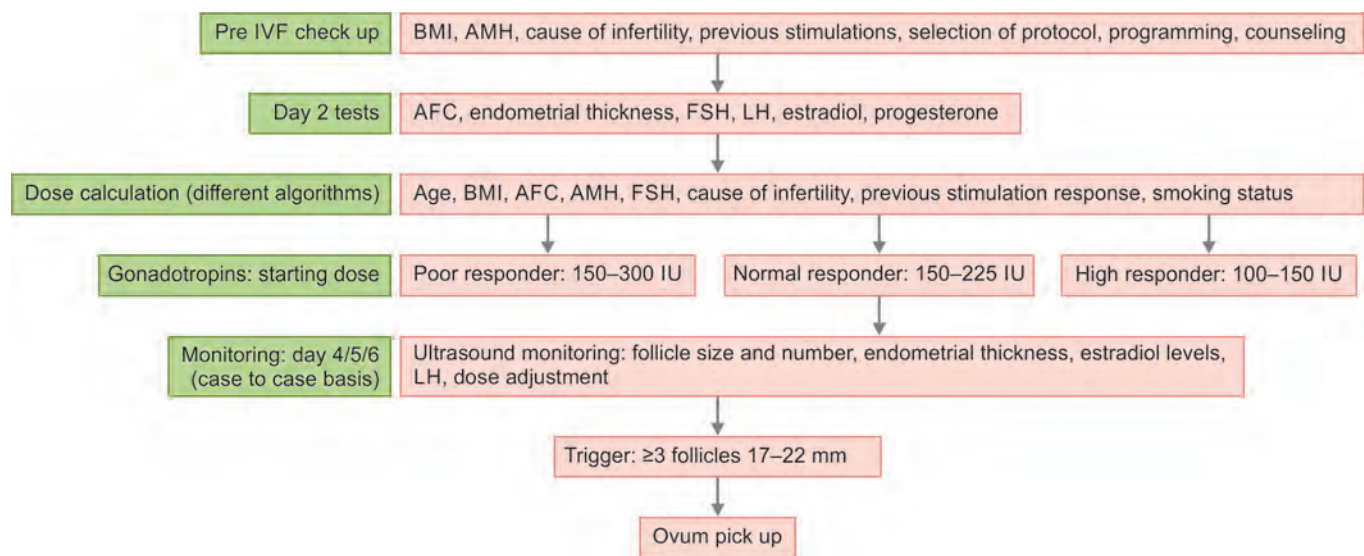 Pre IVF check up
BMI, AMH, cause of infertility, previous stimulations, selection of protocol, programming, counseling
Day 2 tests
AFC, endometrial thickness, FSH, LH, estradiol, progesterone
Dose calculation (different algorithms)
Age, BMI, AFC, AMH, FSH, cause of infertility, previous stimulation response, smoking status
Gonadotropins: starting dose
Poor responder: 150–300 IU
Normal responder: 150–225 IU
High responder: 100–150 IU
Monitoring: day 4/5/6
(case to case basis)
Ultrasound monitoring: follicle size and number, endometrial thickness, estradiol levels,
LH, dose adjustment
Trigger: ≥3 follicles 17–22 mm
Ovum pick up